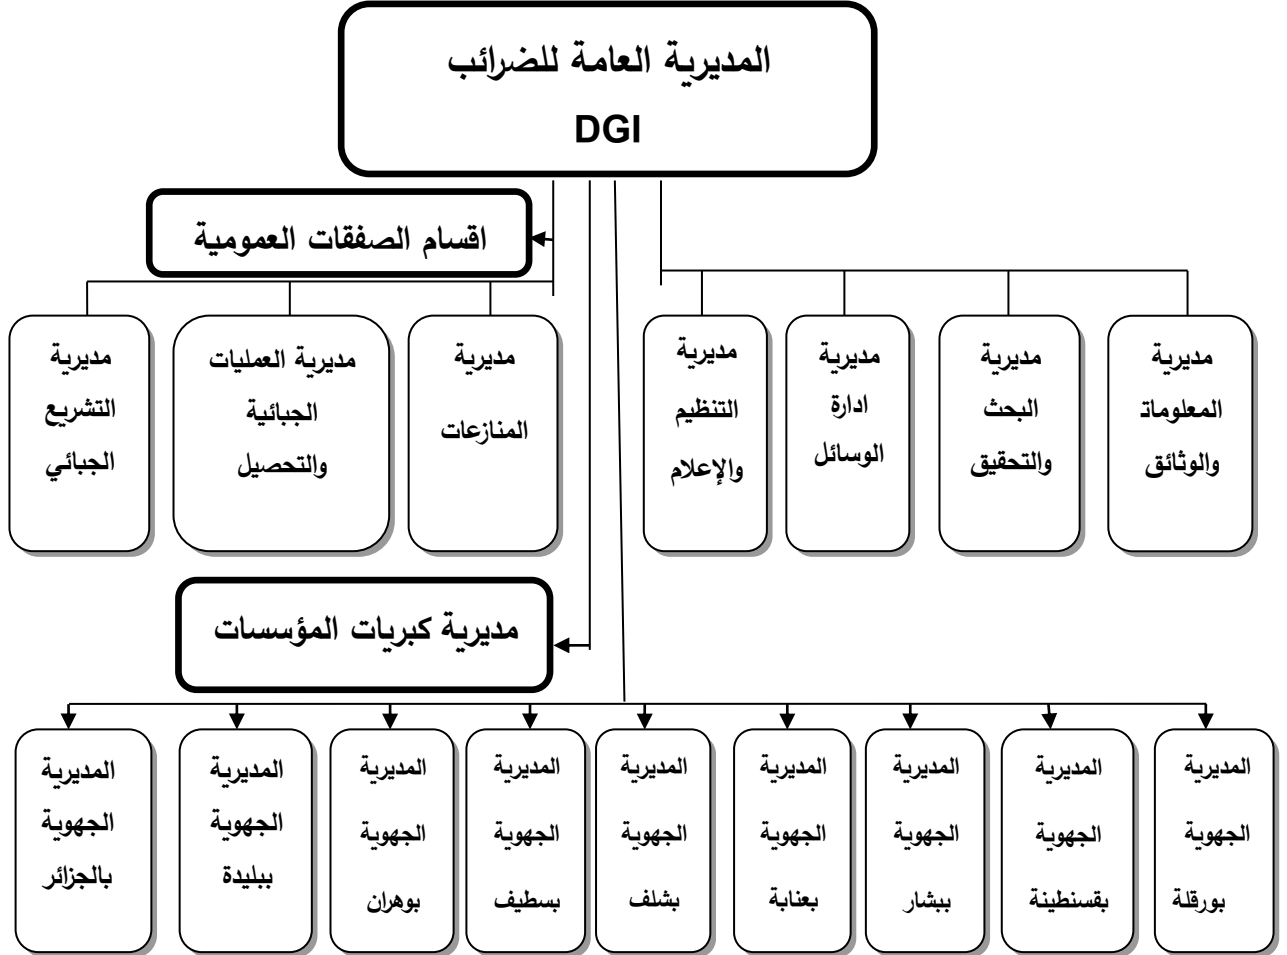 المديرية العامة للضرائب
DGI
اقسام الصفقات العمومية
مديرية
المعلومات
والوثائق
مديرية
البحث
والتحقيق
مديرية
ادارة
الوسائل
مديرية
التنظيم
والإعلام
مديرية
المنازعات
مديرية العمليات
الجبائية
والتحصيل
مديرية
التشريع
الجبائي
مديرية كبريات المؤسسات
المديرية
الجهوية
بورقلة
المديرية
الجهوية
بقسنطينة
المديرية
الجهوية
ببشار
المديرية
الجهوية
بعنابة
المديرية
الجهوية
بشلف
المديرية
الجهوية
بسطيف
المديرية
الجهوية
بوهران
المديرية
الجهوية
ببليدة
المديرية
الجهوية
بالجزائر